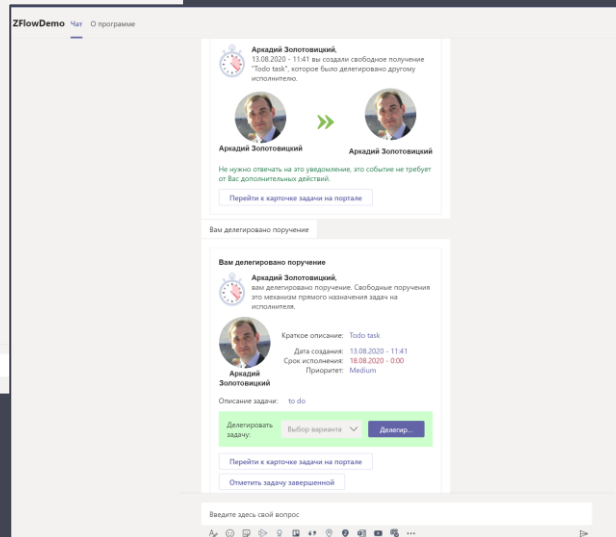 ZFlowDemo Чат О программе
Аркадий Золотовицкий,
13.08.2020 - 11:41 вы создали свободное получение
"Todo task", которое было делегировано другому
исполнителю.
Аркадий Золотовицкий
Аркадий Золотовицкий
Не нужно отвечать на это уведомление, это событие не требует
от Вас дополнительных действий.
Перейти к карточке задачи на портале
Вам делегировано поручение
Вам делегировано поручение
Аркадий Золотовицкий,
вам делегировано поручение. Свободные поручения
это механизм прямого назначения задач на
исполнителя.
Краткое описание: Todo task
Дата создания: 13.08.2020 - 11:41
Срок исполнения: 18.08.2020 - 0:00
Приоритет: Medium
Аркадий
Золотовицкий
Описание задачи: to do
Делегировать
задачу:
Выбор варианта
Делегир...
Перейти к карточке задачи на портале
Отметить задачу завершенной
Введите здесь свой вопрос